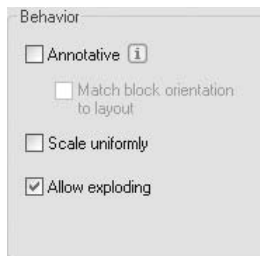 Behavior
Annotative
Match block orientation
to layout
Scale uniformly
Allow exploding